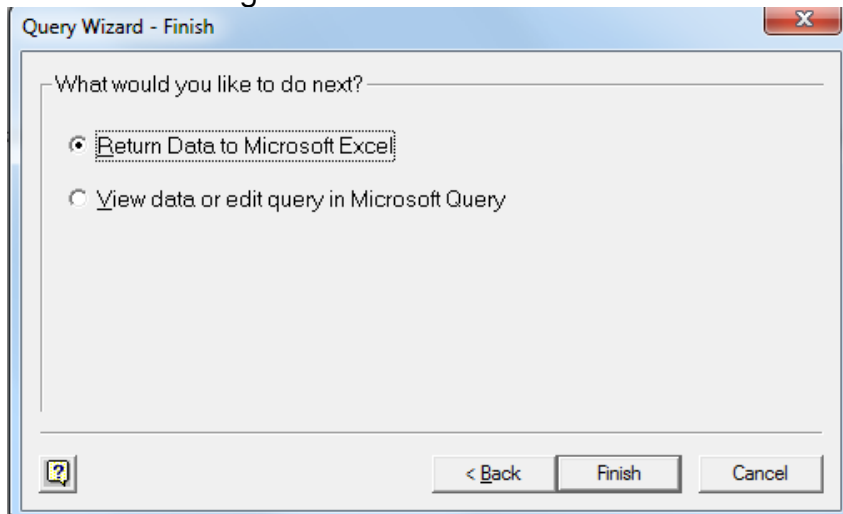 Query Wizard - Finish
What would you like to do next?
Return Data to Microsoft Excel
View data or edit query in Microsoft Query
< Back
Finish
Cancel